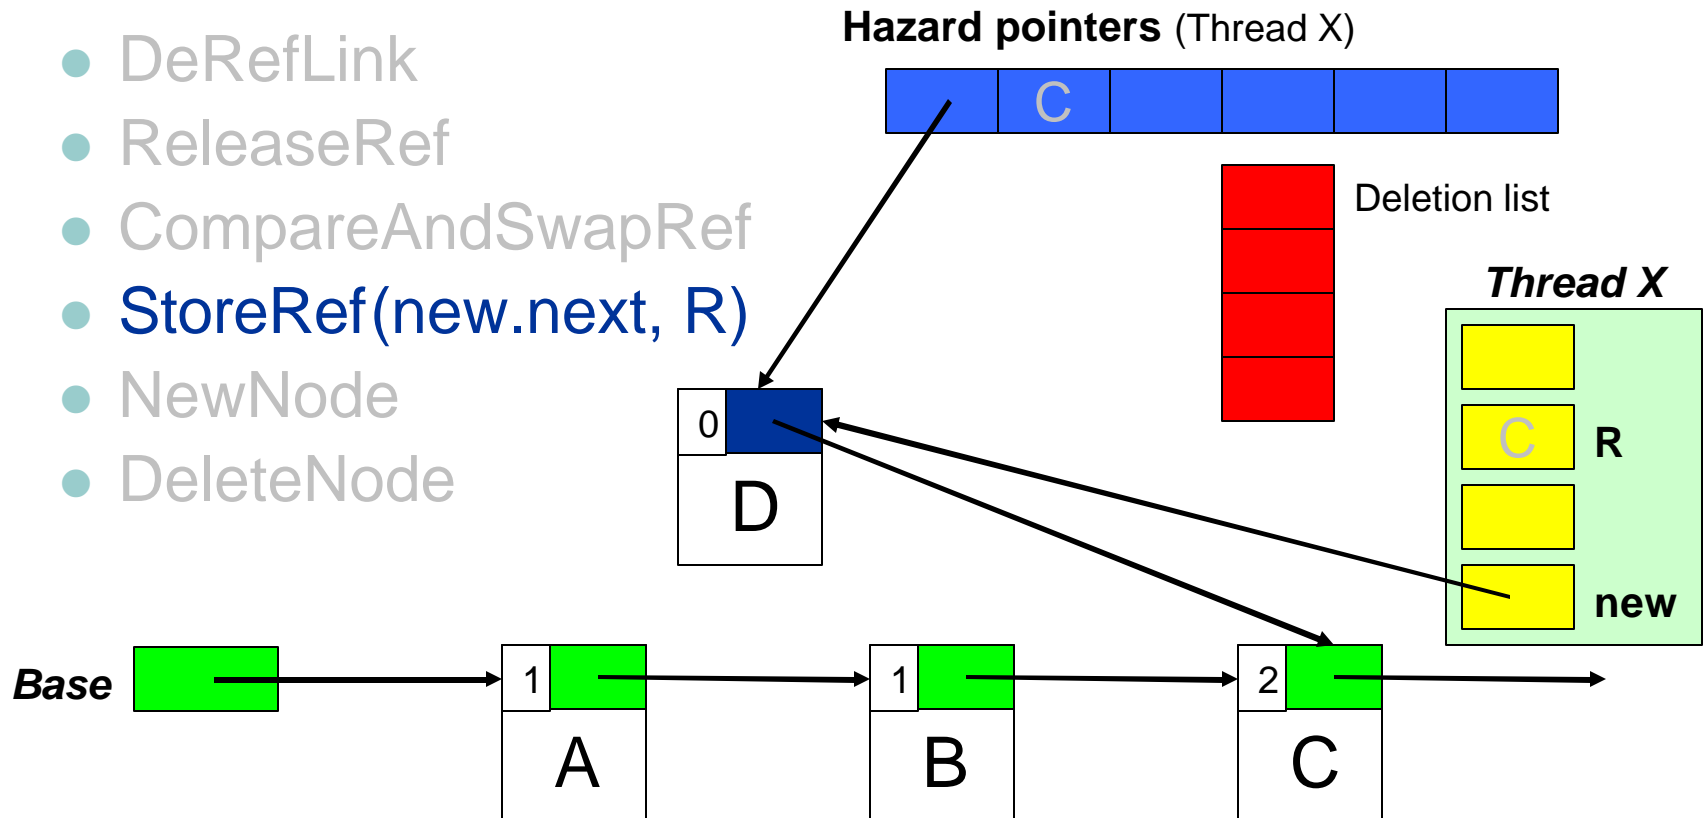 Hazard pointers (Thread X)
C
Deletion list
DeRefLink
ReleaseRef
CompareAndSwapRef
StoreRef(new.next, R)
NewNode
DeleteNode
Thread X
C R
new
0
D
Base
1
A
1
B
2
C